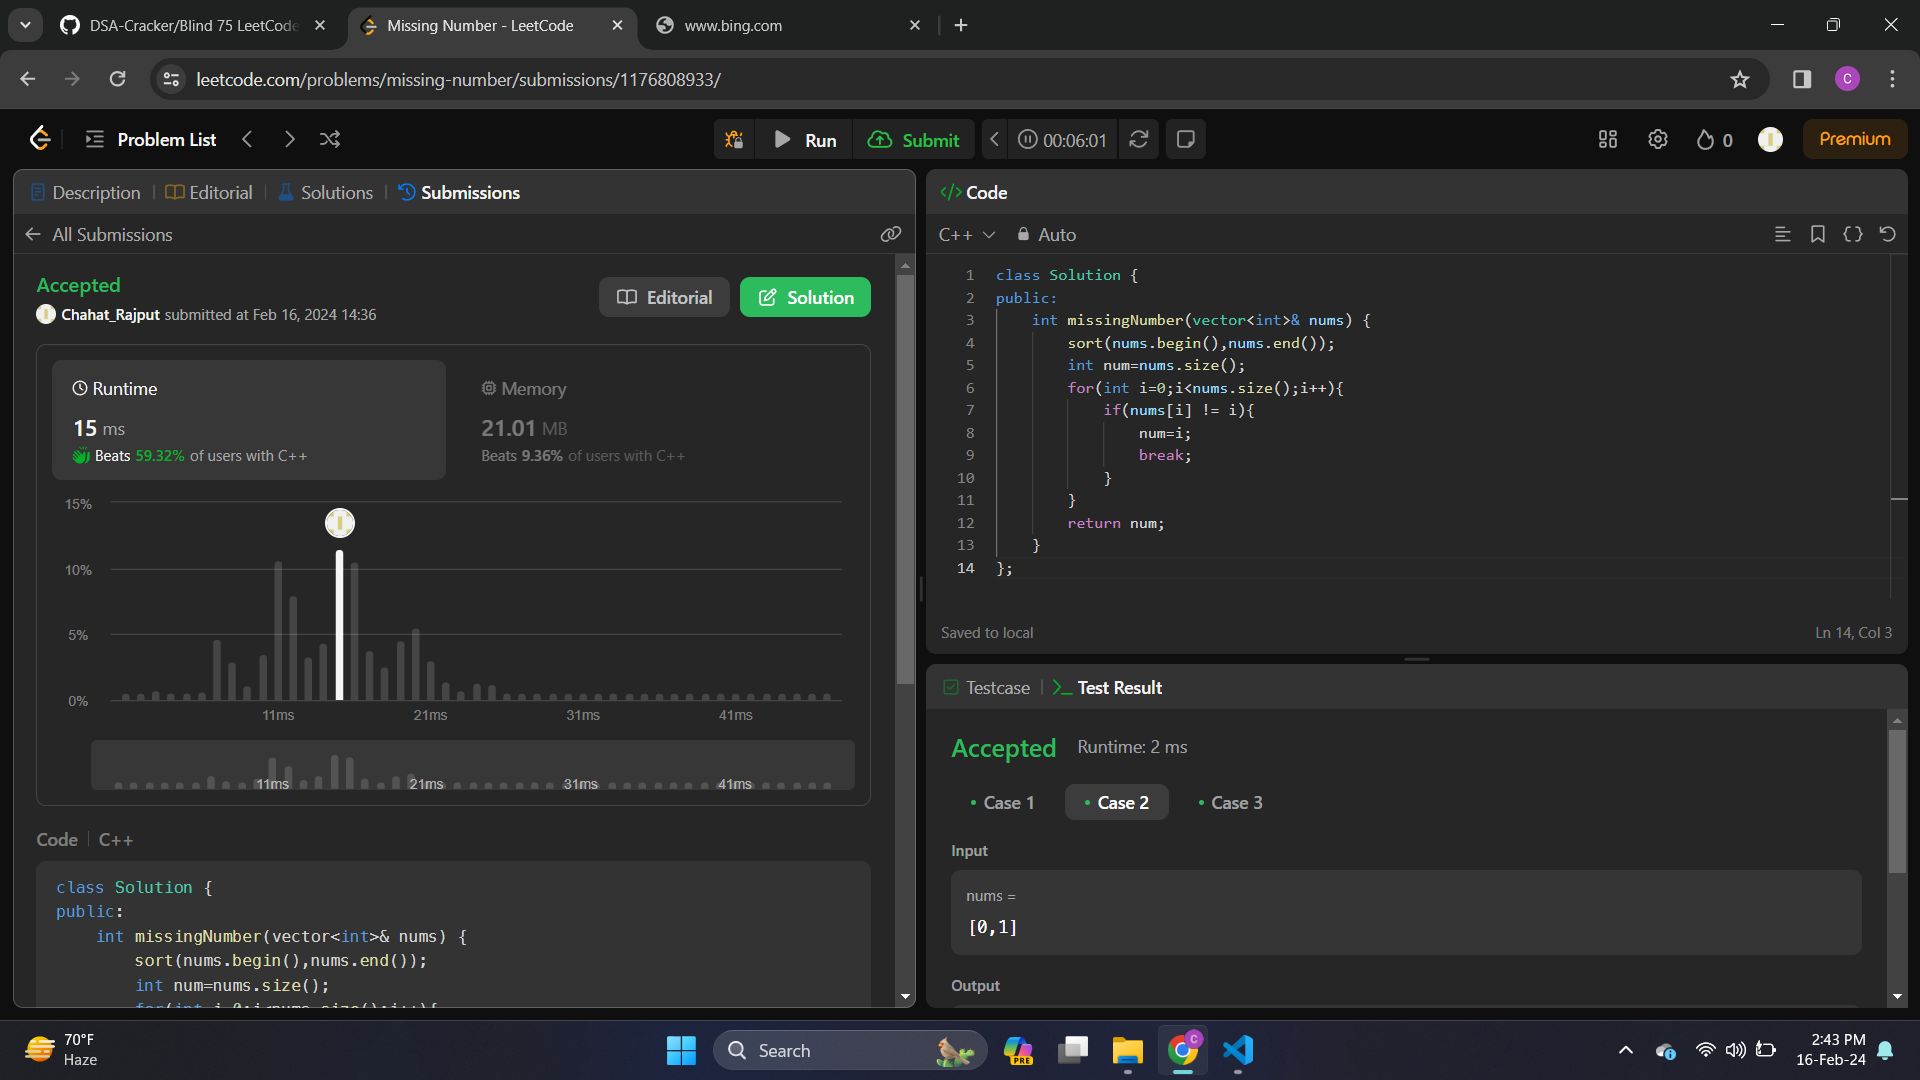 DSA-Cracker/Blind 75 LeetCode
Missing Number - LeetCode
www.bing.com
leetcode.com/problems/missing-number/submissions/1176808933/
C
Problem List
Run
Submit
00:06:01
0
Premium
Description
Editorial
Solutions
Submissions
All Submissions
Accepted
Chahat_Rajput submitted at Feb 16, 2024 14:36
Editorial
Solution
Runtime
15 ms
Beats 59.32% of users with C++
Memory
21.01 MB
Beats 9.36% of users with C++
15%
10%
5%
0%
11ms
21ms
31ms
41ms
11ms
21ms
31ms
41ms
Code
C++
class Solution {
public:
    int missingNumber(vector<int>& nums) {
        sort(nums.begin(),nums.end());
        int num=nums.size();
        for(int i=0;i<nums.size();i++){
</> Code
C++
Auto
1 class Solution {
2 public:
3     int missingNumber(vector<int>& nums) {
4         sort(nums.begin(),nums.end());
5         int num=nums.size();
6         for(int i=0;i<nums.size();i++){
7             if(nums[i] != i){
8                 num=i;
9                 break;
10             }
11         }
12         return num;
13     }
14 };
Saved to local
Ln 14, Col 3
Testcase
Test Result
Accepted
Runtime: 2 ms
Case 1
Case 2
Case 3
Input
nums =
[0,1]
Output
70°F
Haze
Search
PRE
C
2:43 PM
16-Feb-24